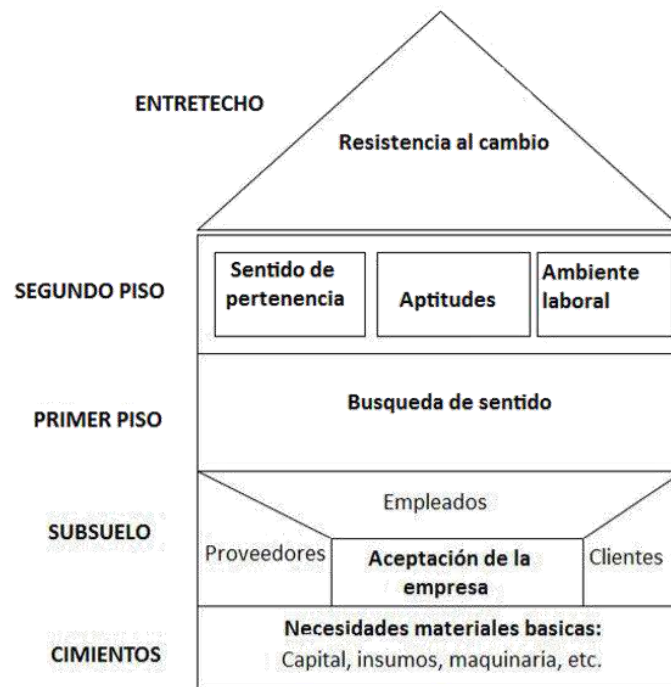 ENTRETECHO
Resistencia al cambio
SEGUNDO PISO
Sentido de
pertenencia
Aptitudes
Ambiente
laboral
PRIMER PISO
Busqueda de sentido
SUBSUELO
Empleados
Proveedores
Aceptación de la
empresa
Clientes
CIMIENTOS
Necesidades materiales basicas:
Capital, insumos, maquinaria, etc.